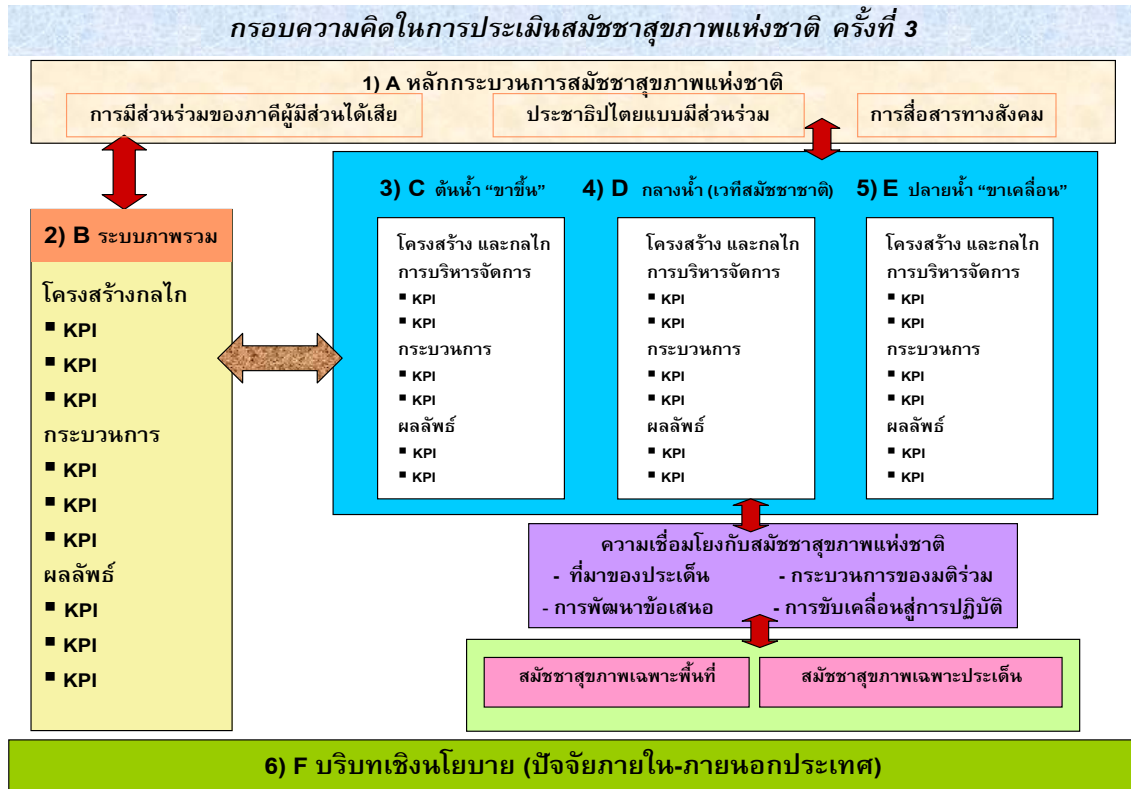 กรอบความคิดในการประเมินสมัชชาสุขภาพแห่งชาติ ครั้งที่ 3
1) A หลักกระบวนการสมัชชาสุขภาพแห่งชาติ
การมีส่วนร่วมของภาคีผู้มีส่วนได้เสีย
ประชาธิปไตยแบบมีส่วนร่วม
การสื่อสารทางสังคม
2) B ระบบภาพรวม
โครงสร้างกลไก
▪ KPI
▪ KPI
▪ KPI
กระบวนการ
▪ KPI
▪ KPI
▪ KPI
ผลลัพธ์
▪ KPI
▪ KPI
▪ KPI
3) C ต้นน้ำ “ขาขึ้น”
โครงสร้าง และกลไก
การบริหารจัดการ
▪ KPI
▪ KPI
กระบวนการ
▪ KPI
▪ KPI
ผลลัพธ์
▪ KPI
▪ KPI
4) D กลางน้ำ (เวทีสมัชชาชาติ)
โครงสร้าง และกลไก
การบริหารจัดการ
▪ KPI
▪ KPI
กระบวนการ
▪ KPI
▪ KPI
ผลลัพธ์
▪ KPI
▪ KPI
5) E ปลายน้ำ “ขาเคลื่อน”
โครงสร้าง และกลไก
การบริหารจัดการ
▪ KPI
▪ KPI
กระบวนการ
▪ KPI
▪ KPI
ผลลัพธ์
▪ KPI
▪ KPI
ความเชื่อมโยงกับสมัชชาสุขภาพแห่งชาติ
- ที่มาของประเด็น - กระบวนการของมติร่วม
- การพัฒนาข้อเสนอ - การขับเคลื่อนสู่การปฏิบัติ
สมัชชาสุขภาพเฉพาะพื้นที่
สมัชชาสุขภาพเฉพาะประเด็น
6) F บริบทเชิงนโยบาย (ปัจจัยภายใน-ภายนอกประเทศ)